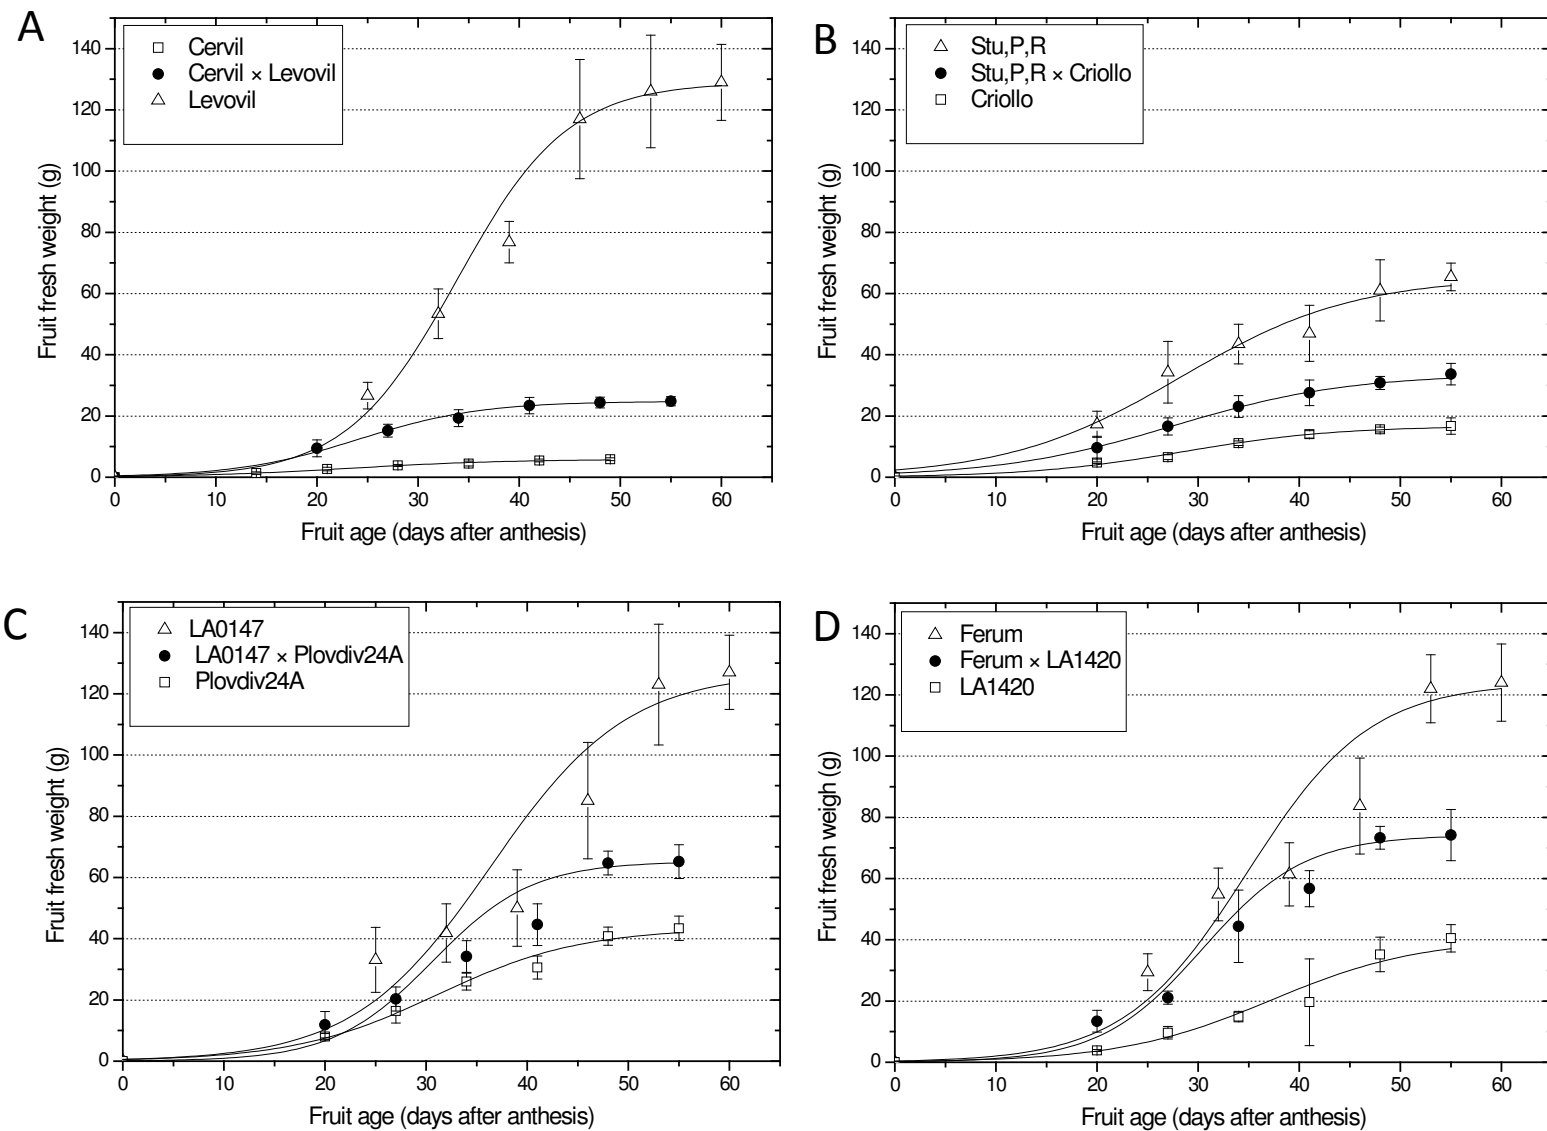 A
Cervil
Cervil × Levovil
Levovil
140
120
100
80
60
40
20
0
Fruit fresh weight (g)
0 10 20 30 40 50 60
Fruit age (days after anthesis)
B
Stu,P,R
Stu,P,R × Criollo
Criollo
140
120
100
80
60
40
20
0
Fruit fresh weight (g)
0 10 20 30 40 50 60
Fruit age (days after anthesis)
C
LA0147
LA0147 × Plovdiv24A
Plovdiv24A
140
120
100
80
60
40
20
0
Fruit fresh weight (g)
0 10 20 30 40 50 60
Fruit age (days after anthesis)
D
Ferum
Ferum × LA1420
LA1420
140
120
100
80
60
40
20
0
Fruit fresh weigh (g)
0 10 20 30 40 50 60
Fruit age (days after anthesis)